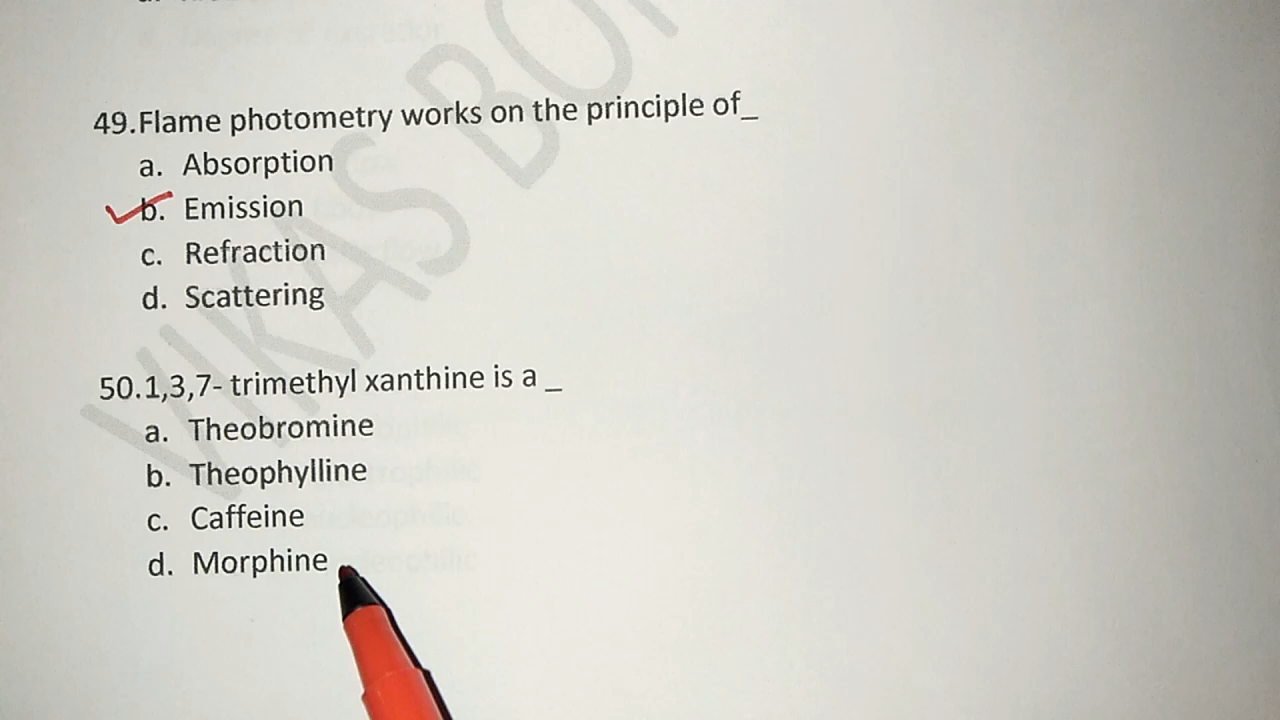 49.Flame photometry works on the principle of_
a. Absorption
b. Emission
c. Refraction
d. Scattering
50.1,3,7- trimethyl xanthine is a _
a. Theobromine
b. Theophylline
c. Caffeine
d. Morphine
VIKAS